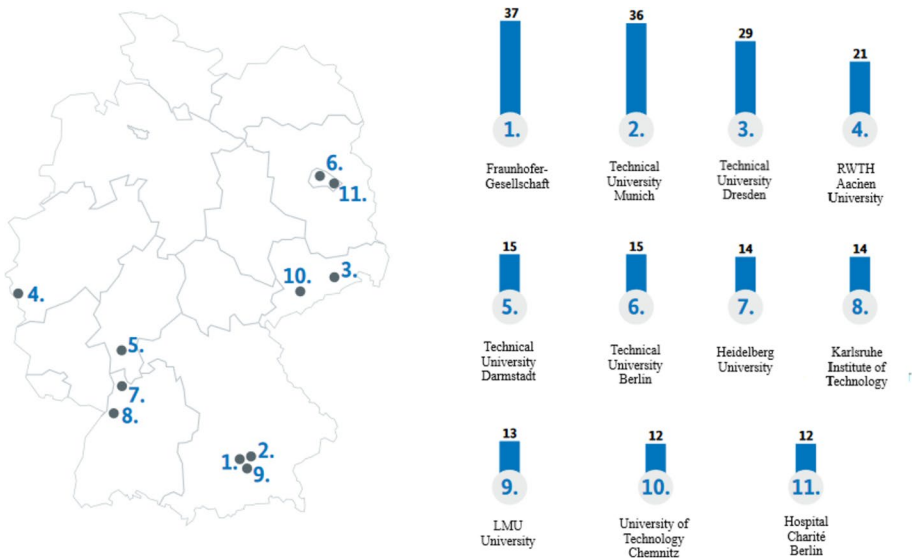 6.
11.
3.
10.
4.
5.
7.
8.
2.
1.
9.
37
36
29
21
1.
2.
3.
4.
Fraunhofer-
Gesellschaft
Technical
University
Munich
Technical
University
Dresden
RWTH
Aachen
University
15
15
14
14
5.
6.
7.
8.
Technical
University
Darmstadt
Technical
University
Berlin
Heidelberg
University
Karlsruhe
Institute of
Technology
13
12
12
9.
10.
11.
LMU
University
University of
Technology
Chemnitz
Hospital
Charité
Berlin